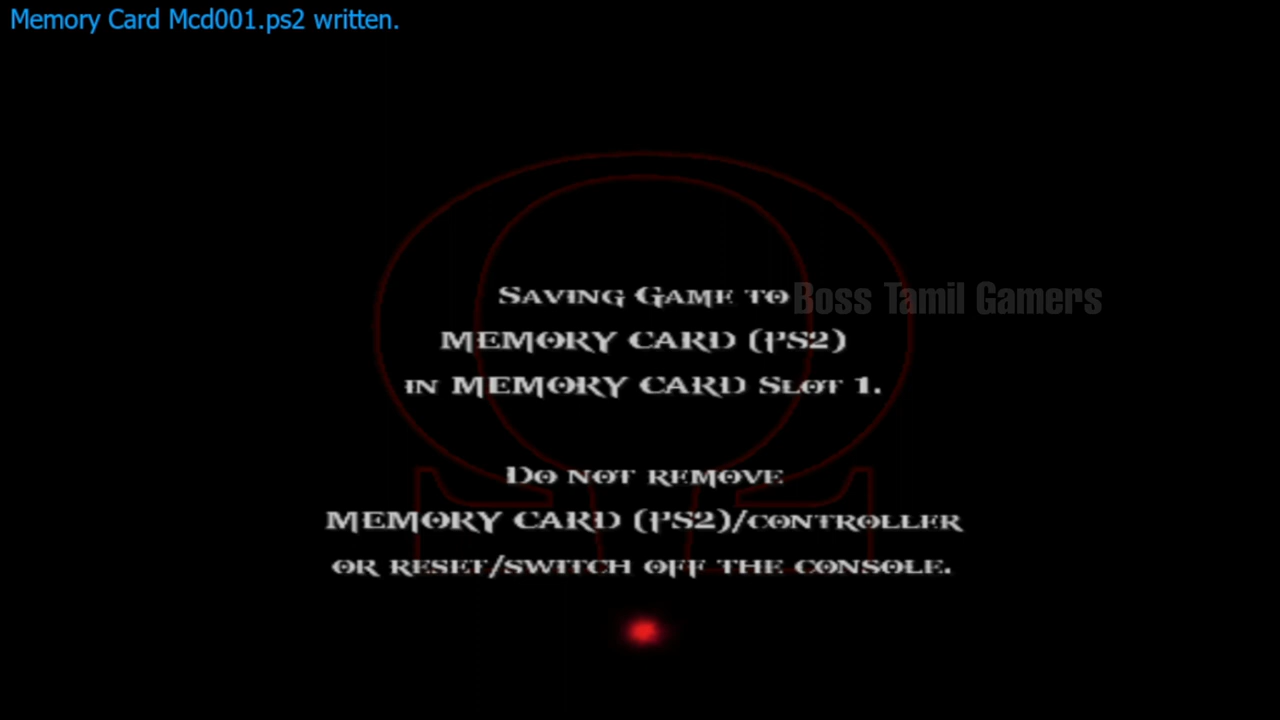 Memory Card Mcd001.ps2 written.
Saving Game to
Boss Tamil Gamers
MEMORY CARD (PS2)
in MEMORY CARD Slot 1.
Do not remove
MEMORY CARD (PS2)/controller
or reset/switch off the console.